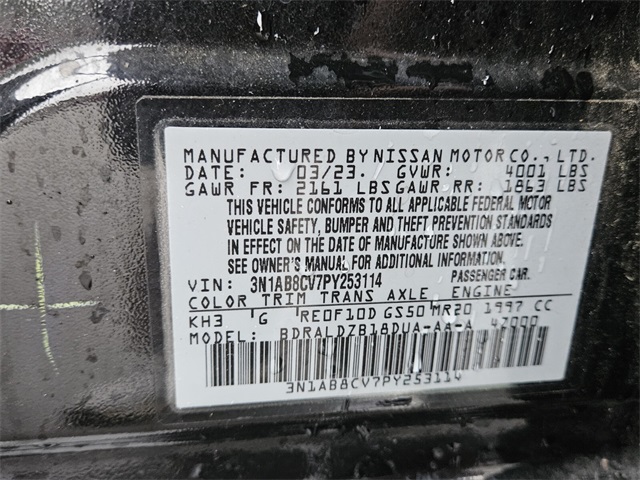 MANUFACTURED BY NISSAN MOTOR CO., LTD.
DATE: 03/23. GVWR: 4001 LBS
GAWR FR: 2161 LBS GAWR RR: 1863 LBS
THIS VEHICLE CONFORMS TO ALL APPLICABLE FEDERAL MOTOR
VEHICLE SAFETY, BUMPER AND THEFT PREVENTION STANDARDS
IN EFFECT ON THE DATE OF MANUFACTURE SHOWN ABOVE.
SEE OWNER'S MANUAL FOR ADDITIONAL INFORMATION.
VIN: 3N1AB8CV7PY253114 PASSENGER CAR.
COLOR TRIM TRANS AXLE ENGINE
KH3 'G RE0F10D GS50 MR20 1997 CC
MODEL: BDRALDZB18DUA-AA-A 47000
3N1AB8CV7PY253114